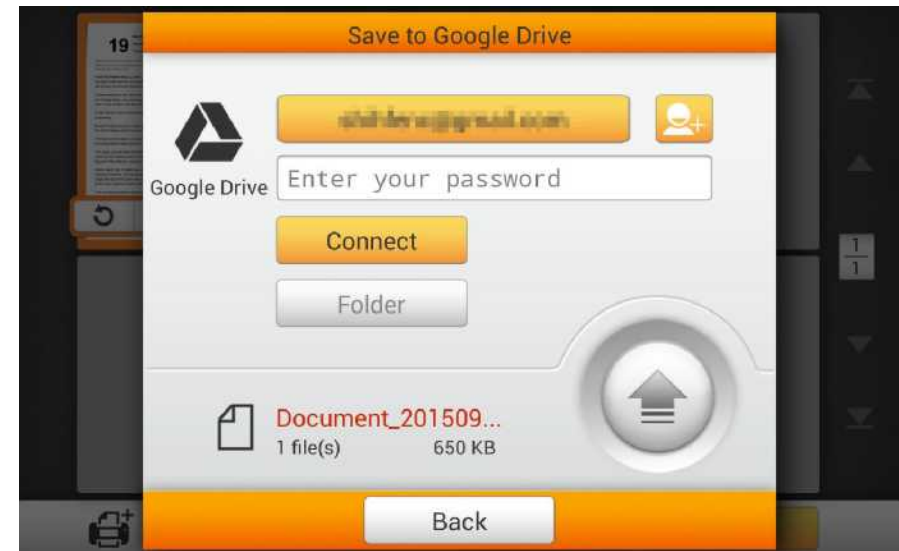 Save to Google Drive
19
Google Drive
Enter your password
Connect
Folder
1
1
Document_201509...
1 file(s)
650 KB
Back